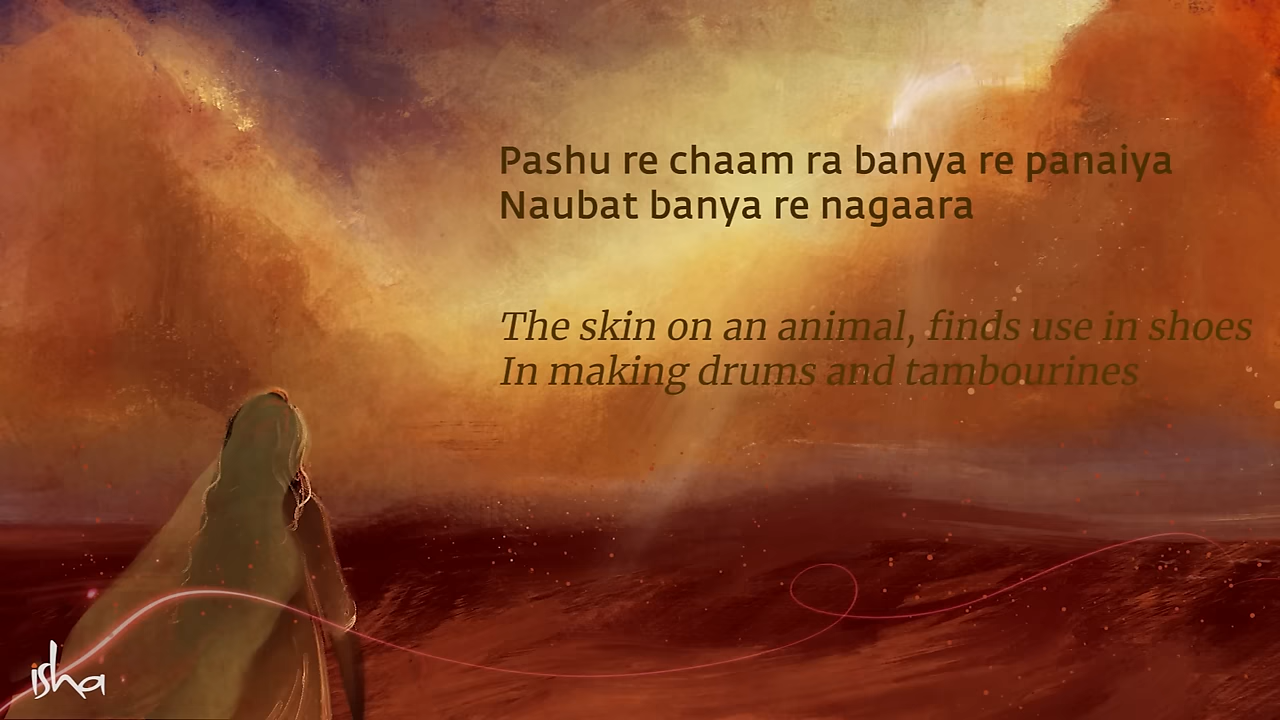 Pashu re chaam ra banya re panaiya
Naubat banya re nagaara
The skin on an animal, finds use in shoes
In making drums and tambourines
isha